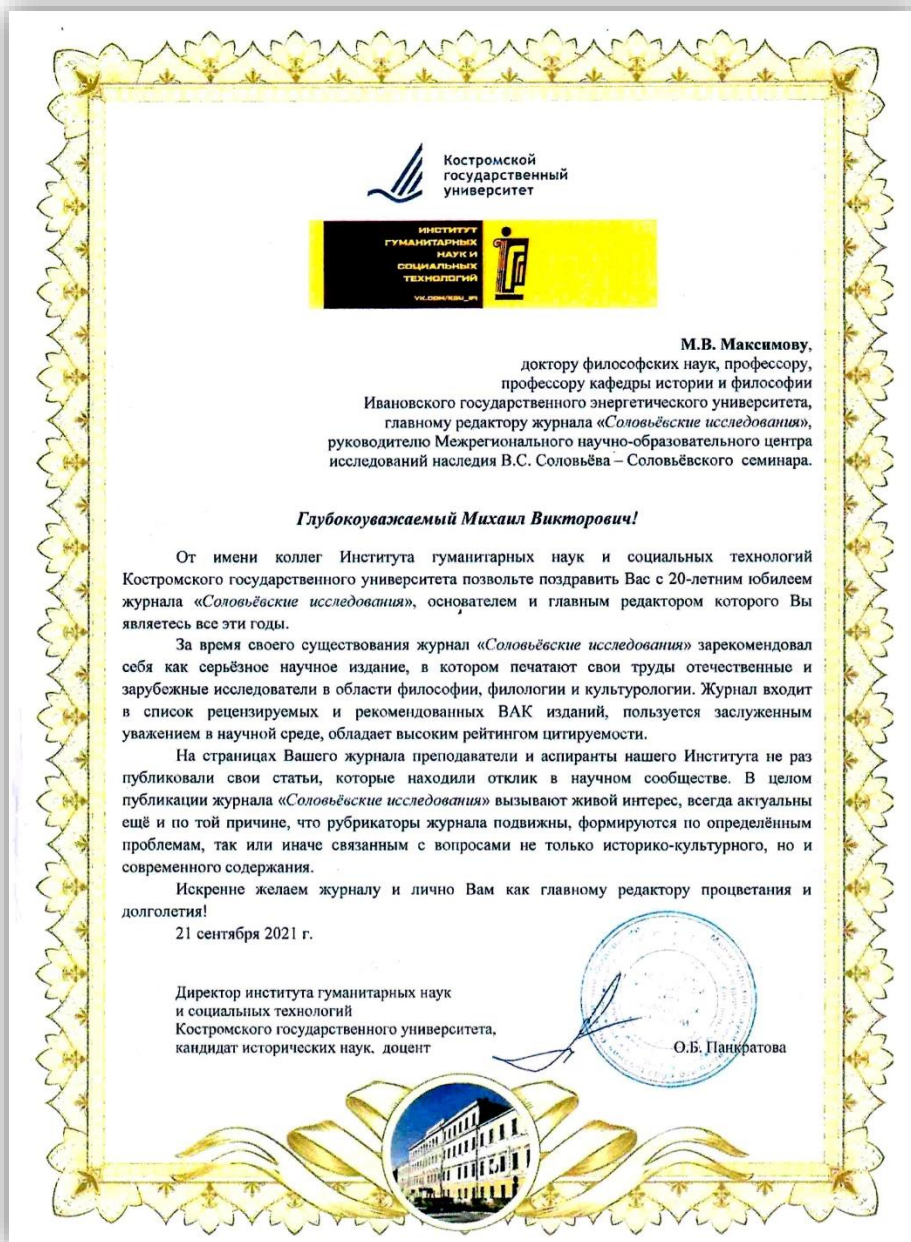 Костромской
государственный
университет
ИНСТИТУТ
ГУМАНИТАРНЫХ
НАУК И
СОЦИАЛЬНЫХ
ТЕХНОЛОГИЙ
VK.COM/KSU_IFI
М.В. Максимову,
доктору философских наук, профессору,
профессору кафедры истории и философии
Ивановского государственного энергетического университета,
главному редактору журнала «Соловьёвские исследования»,
руководителю Межрегионального научно-образовательного центра
исследований наследия В.С. Соловьёва – Соловьёвского семинара.
Глубокоуважаемый Михаил Викторович!
От имени коллег Института гуманитарных наук и социальных технологий
Костромского государственного университета позвольте поздравить Вас с 20-летним юбилеем
журнала «Соловьёвские исследования», основателем и главным редактором которого Вы
являетесь все эти годы.
За время своего существования журнал «Соловьёвские исследования» зарекомендовал
себя как серьёзное научное издание, в котором печатают свои труды отечественные и
зарубежные исследователи в области философии, филологии и культурологии. Журнал входит
в список рецензируемых и рекомендованных ВАК изданий, пользуется заслуженным
уважением в научной среде, обладает высоким рейтингом цитируемости.
На страницах Вашего журнала преподаватели и аспиранты нашего Института не раз
публиковали свои статьи, которые находили отклик в научном сообществе. В целом
публикации журнала «Соловьёвские исследования» вызывают живой интерес, всегда актуальны
ещё и по той причине, что рубрикаторы журнала подвижны, формируются по определённым
проблемам, так или иначе связанным с вопросами не только историко-культурного, но и
современного содержания.
Искренне желаем журналу и лично Вам как главному редактору процветания и
долголетия!
21 сентября 2021 г.
Директор института гуманитарных наук
и социальных технологий
Костромского государственного университета,
кандидат исторических наук, доцент
О.Б. Панкратова